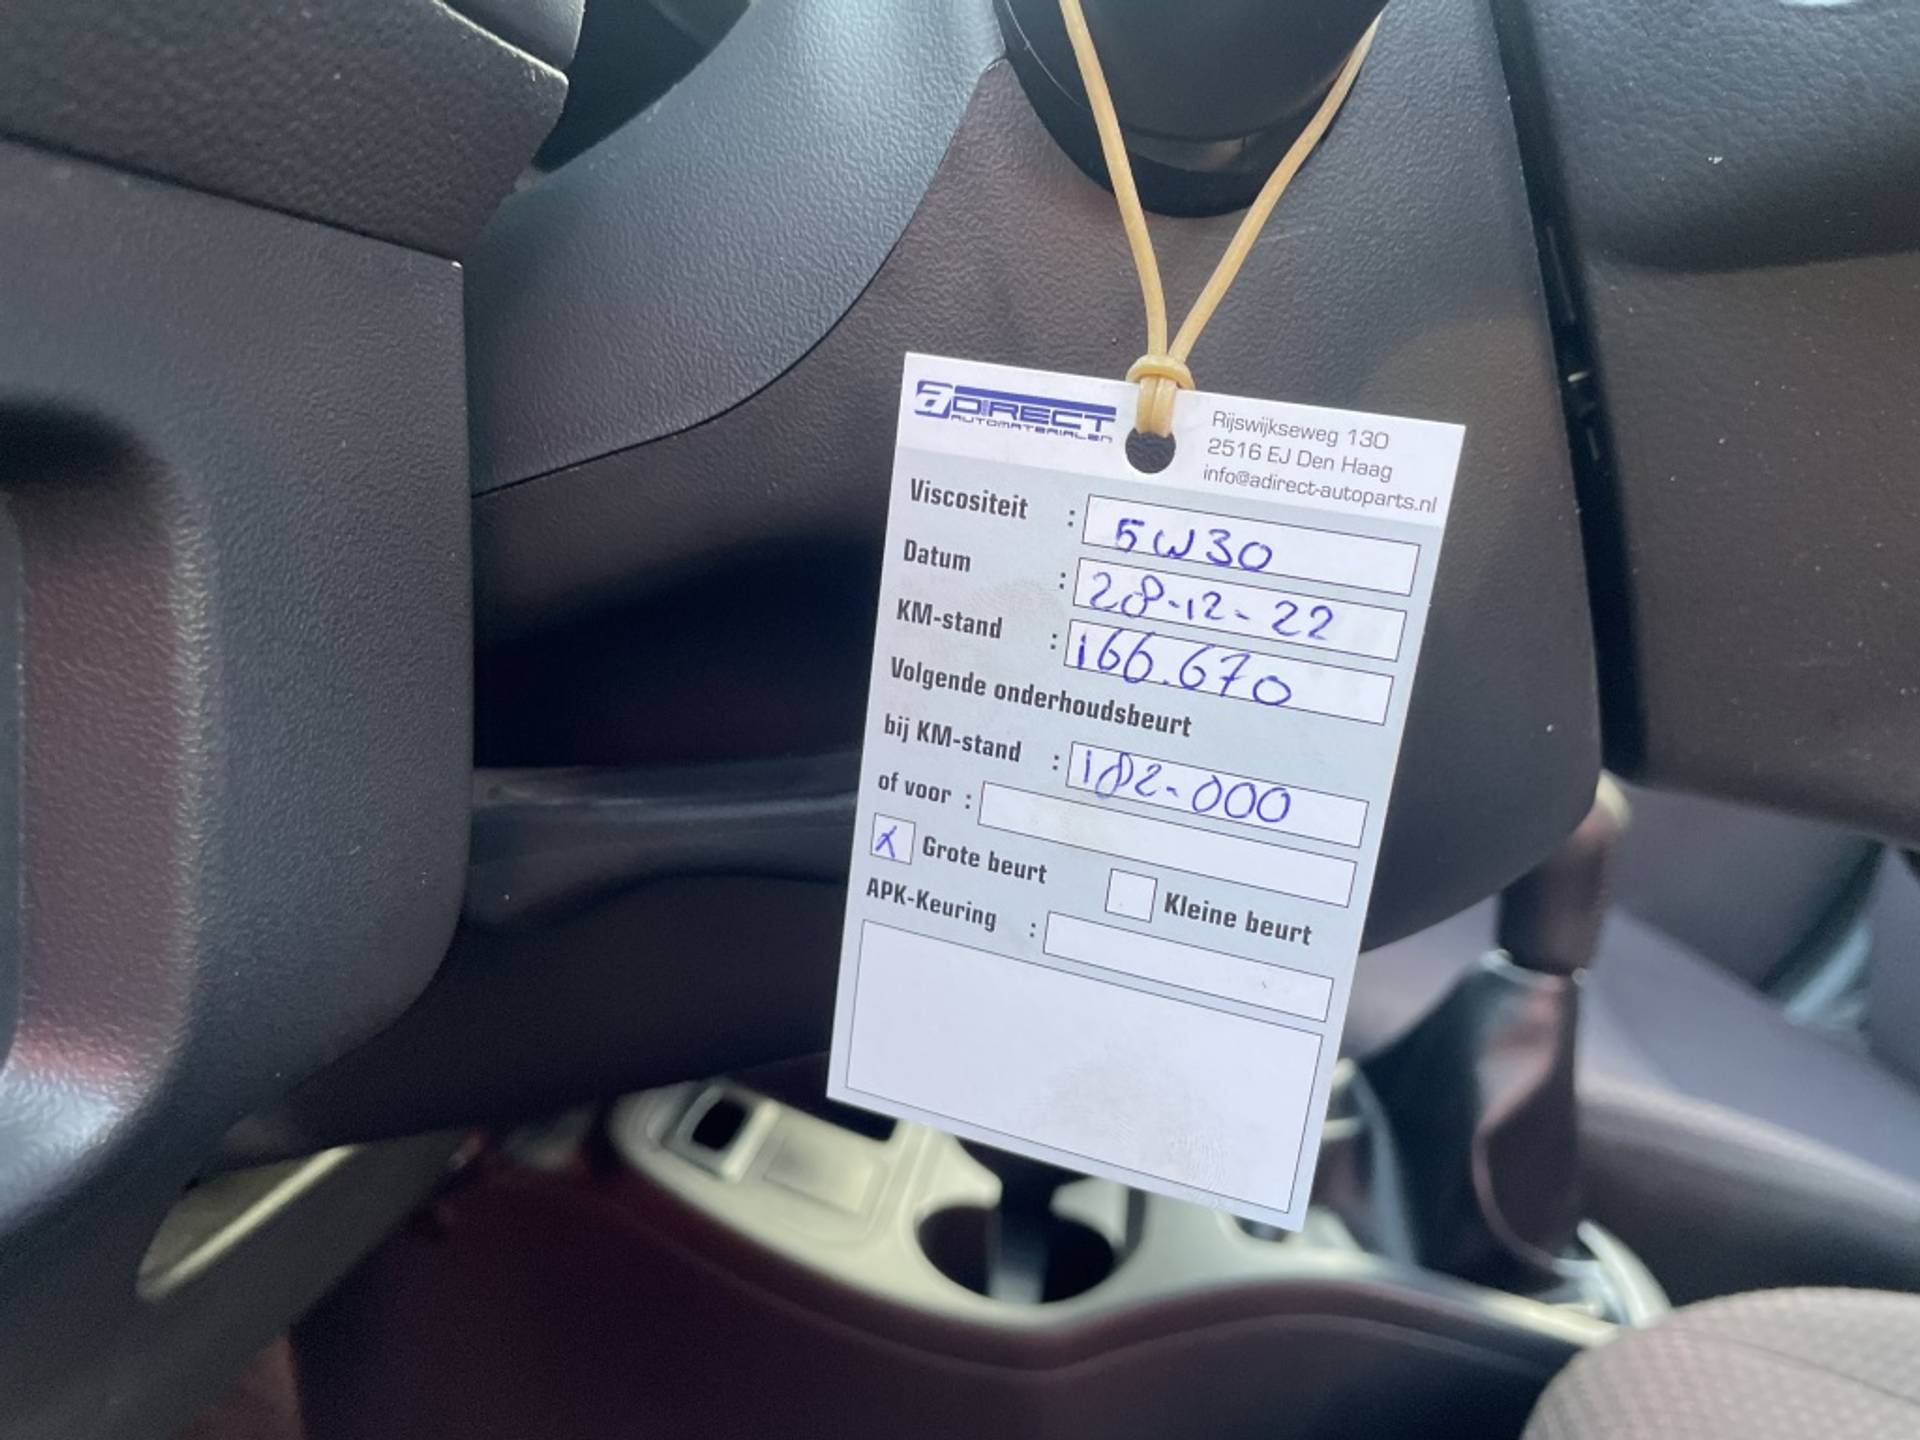 aDIRECT
AUTOMATERIALEN
Rijswijkseweg 130
2516 EJ Den Haag
info@adirect-autoparts.nl
Viscositeit : 5W30
Datum : 28-12-22
KM-stand : 166.670
Volgende onderhoudsbeurt
bij KM-stand : 182.000
of voor :
x Grote beurt Kleine beurt
APK-Keuring :